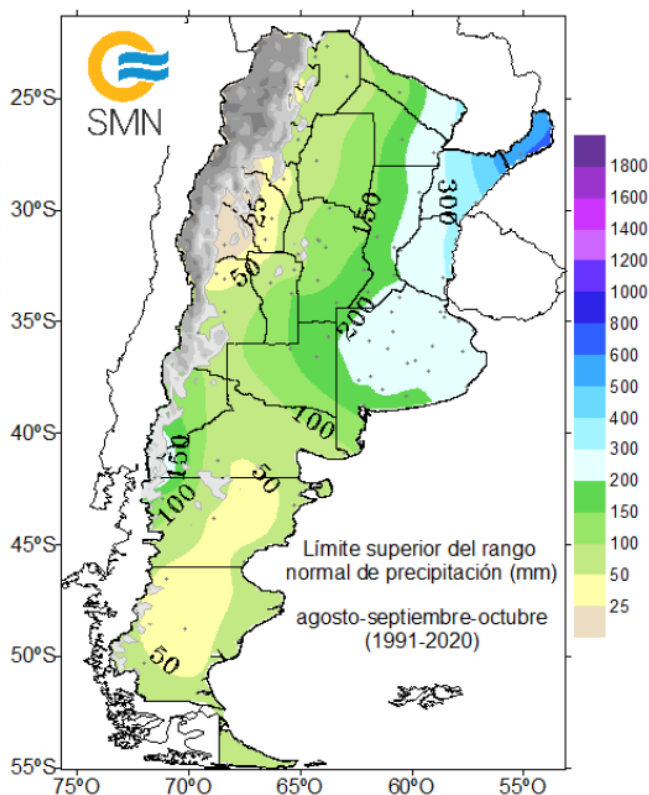 SMN
25°S
30°S
35°S
40°S
45°S
50°S
55°S
75°O
70°O
65°O
60°O
55°O
25
50
150
300
200
100
150
100
50
50
Límite superior del rango
normal de precipitación (mm)
agosto-septiembre-octubre
(1991-2020)
1800
1600
1400
1200
1000
800
600
500
400
300
200
150
100
50
25